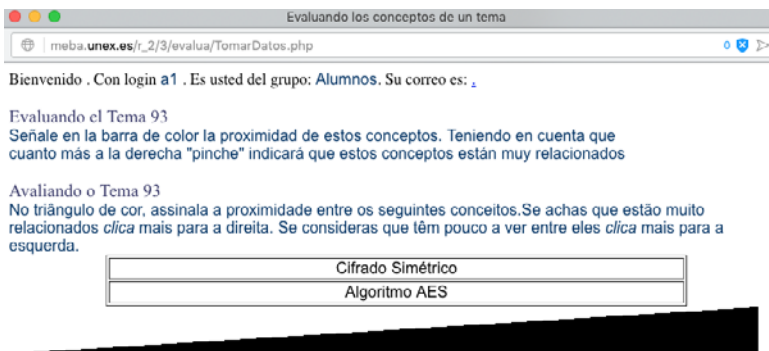 Evaluando los conceptos de un tema
meba.unex.es/r_2/3/evalua/TomarDatos.php
0
Bienvenido . Con login a1 . Es usted del grupo: Alumnos. Su correo es: .
Evaluando el Tema 93
Señale en la barra de color la proximidad de estos conceptos. Teniendo en cuenta que
cuanto más a la derecha "pinche" indicará que estos conceptos están muy relacionados
Avaliando o Tema 93
No triângulo de cor, assinala a proximidade entre os seguintes conceitos.Se achas que estão muito
relacionados clica mais para a direita. Se consideras que têm pouco a ver entre eles clica mais para a
esquerda.
Cifrado Simétrico
Algoritmo AES